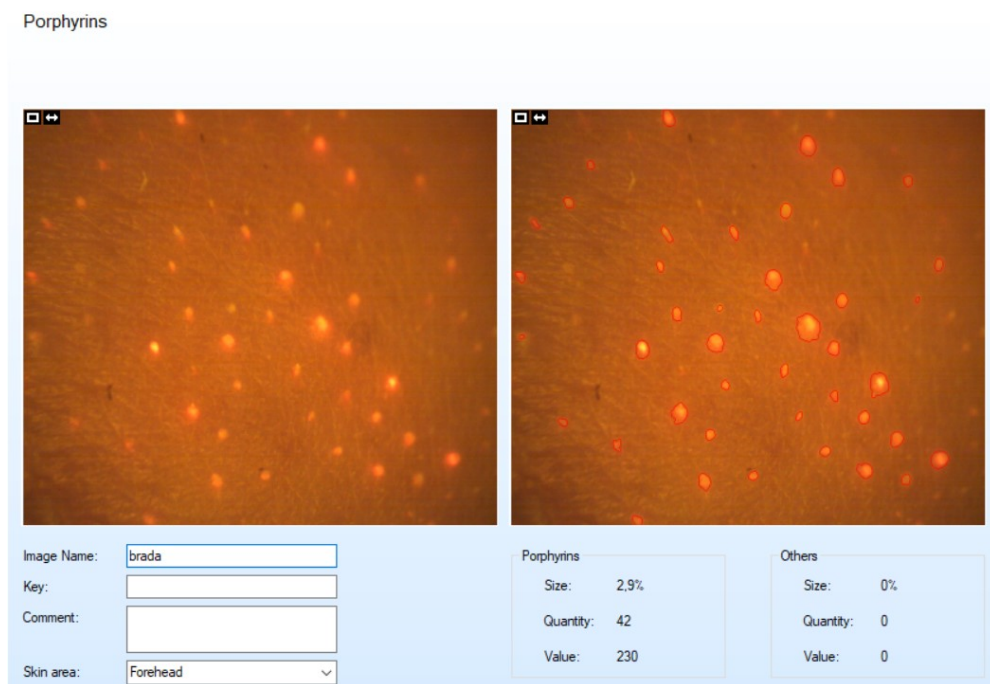 Porphyrins
Image Name: brada
Key:
Comment:
Skin area: Forehead
Porphyrins
Size: 2,9%
Quantity: 42
Value: 230
Others
Size: 0%
Quantity: 0
Value: 0